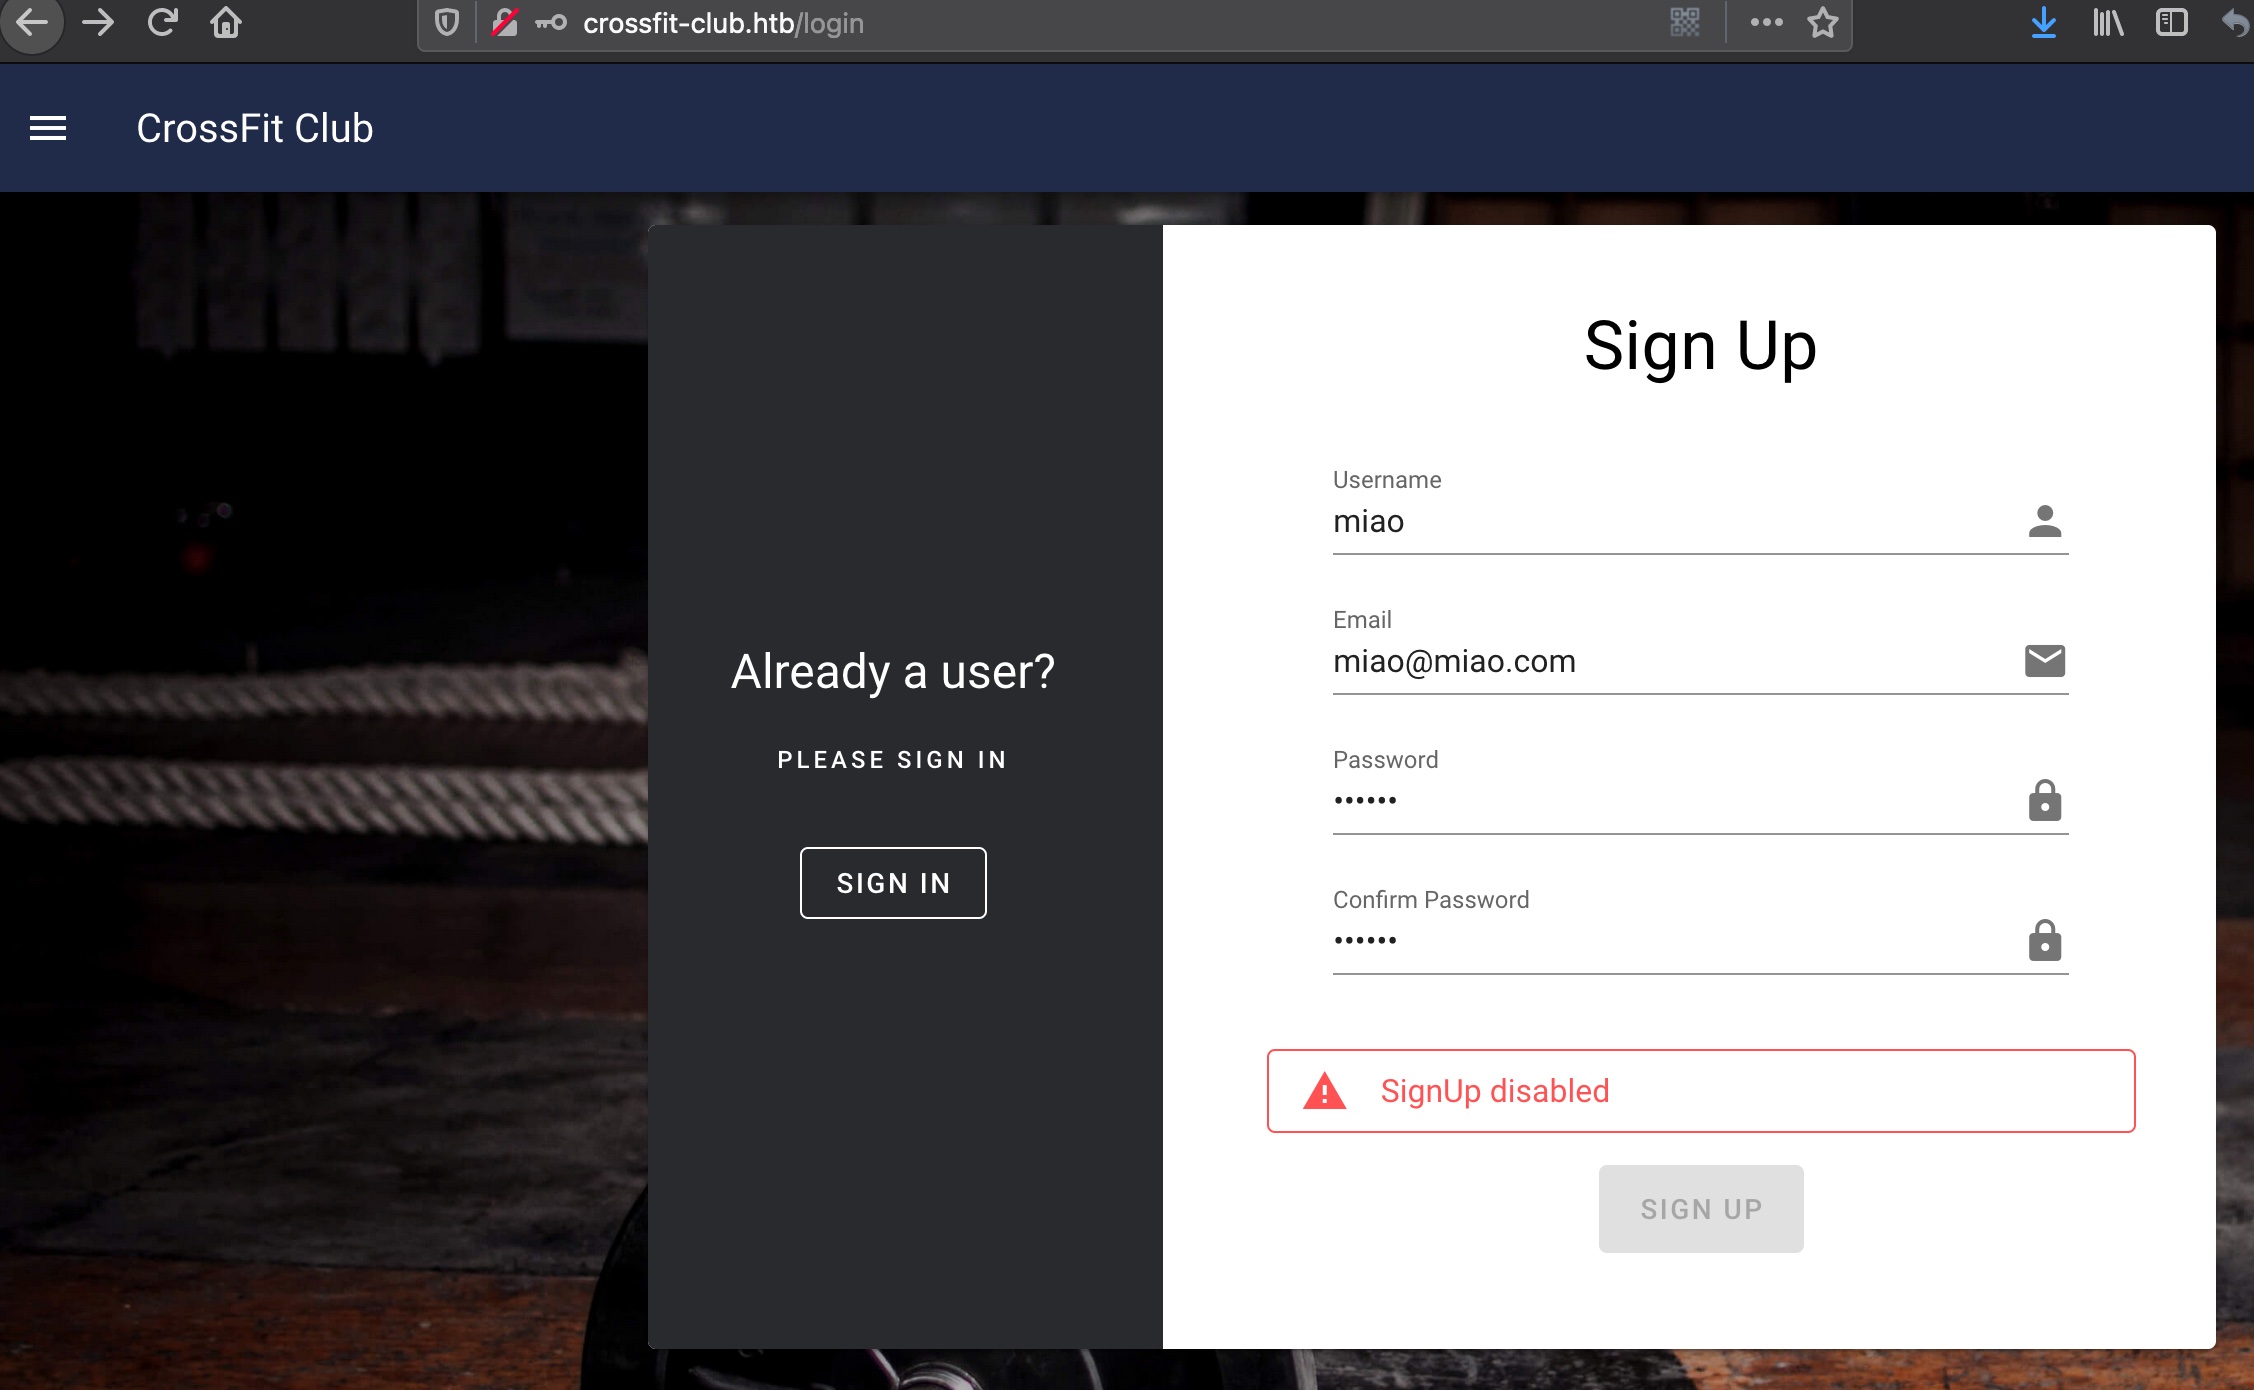 crossfit-club.htb/login
CrossFit Club
Already a user?
PLEASE SIGN IN
SIGN IN
Sign Up
Username
miao
Email
miao@miao.com
Password
••••••
Confirm Password
••••••
SignUp disabled
SIGN UP